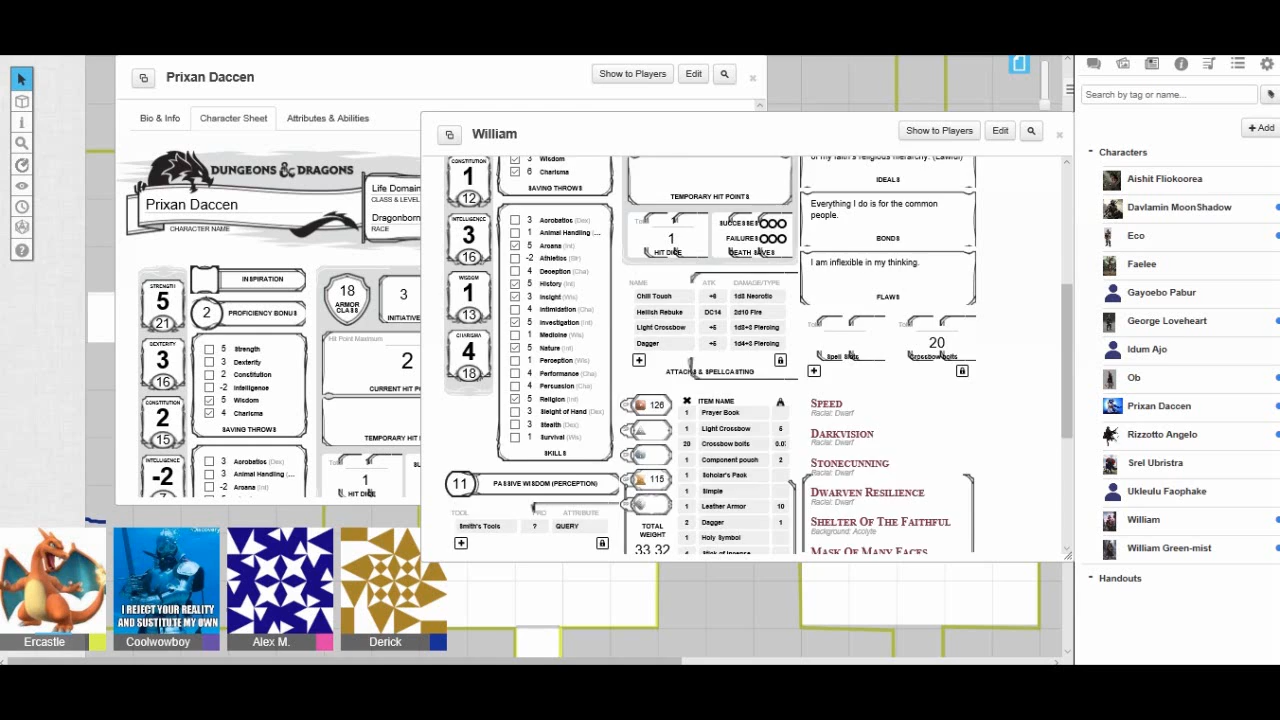 Prixan Daccen
Show to Players
Edit
Bio & Info
Character Sheet
Attributes & Abilities
DUNGEONS & DRAGONS
Prixan Daccen
CHARACTER NAME
Life Domain
CLASS & LEVEL
Dragonborn
RACE
STRENGTH
5
21
DEXTERITY
3
16
CONSTITUTION
2
15
INTELLIGENCE
-2
INSPIRATION
2
PROFICIENCY BONUS
5 Strength
3 Dexterity
2 Constitution
-2 Intelligence
5 Wisdom
4 Charisma
SAVING THROWS
3 Acrobatics (Dex)
3 Animal Handling (...
-2 Arcana (Int)
18
ARMOR
CLASS
3
INITIATIVE
Hit Point Maximum
2
CURRENT HIT
TEMPORARY HIT
1
HIT DICE
William
Show to Players
Edit
CONSTITUTION
1
12
INTELLIGENCE
3
16
WISDOM
1
13
CHARISMA
4
18
3 Wisdom
6 Charisma
SAVING THROWS
3 Acrobatics (Dex)
1 Animal Handling (...
5 Arcana (Int)
-2 Athletics (Str)
4 Deception (Cha)
5 History (Int)
3 Insight (Wis)
4 Intimidation (Cha)
5 Investigation (Int)
1 Medicine (Wis)
5 Nature (Int)
1 Perception (Wis)
4 Performance (Cha)
4 Persuasion (Cha)
5 Religion (Int)
3 Sleight of Hand (Dex)
3 Stealth (Dex)
1 Survival (Wis)
SKILLS
11
PASSIVE WISDOM (PERCEPTION)
TOOL PRO ATTRIBUTE
Smith's Tools ? QUERY
TEMPORARY HIT POINTS
1
HIT DICE
SUCCESSES
FAILURES
DEATH SAVES
NAME ATK DAMAGE/TYPE
Chill Touch +6 1d8 Necrotic
Hellish Rebuke DC14 2d10 Fire
Light Crossbow +5 1d8+3 Piercing
Dagger +5 1d4+3 Piercing
ATTACKS & SPELLCASTING
126
115
TOTAL
WEIGHT
33.32
ITEM NAME
1 Prayer Book
1 Light Crossbow 5
20 Crossbow bolts
1 Component pouch 2
1 Scholar's Pack
1 Simple
1 Leather Armor 10
2 Dagger 1
1 Holy Symbol
of my faith's religious hierarchy. (Lawful)
IDEALS
Everything I do is for the common
people.
BONDS
I am inflexible in my thinking.
FLAWS
20
Spell Slots
Crossbow bolts
SPEED
Racial: Dwarf
DARKVISION
Racial: Dwarf
STONECUNNING
Racial: Dwarf
DWARVEN RESILIENCE
Racial: Dwarf
SHELTER OF THE FAITHFUL
Background: Acolyte
MASK OF MANY FACES
Search by tag or name...
+ Add
Characters
Aishit Fliokoorea
Davlamin MoonShadow
Eco
Faelee
Gayoebo Pabur
George Loveheart
Idum Ajo
Ob
Prixan Daccen
Rizzotto Angelo
Srel Ubristra
Ukleulu Faophake
William
William Green-mist
Handouts
I REJECT YOUR REALITY
AND SUSTITUTE MY OWN
Ercastle
Coolwowboy
Alex M.
Derick